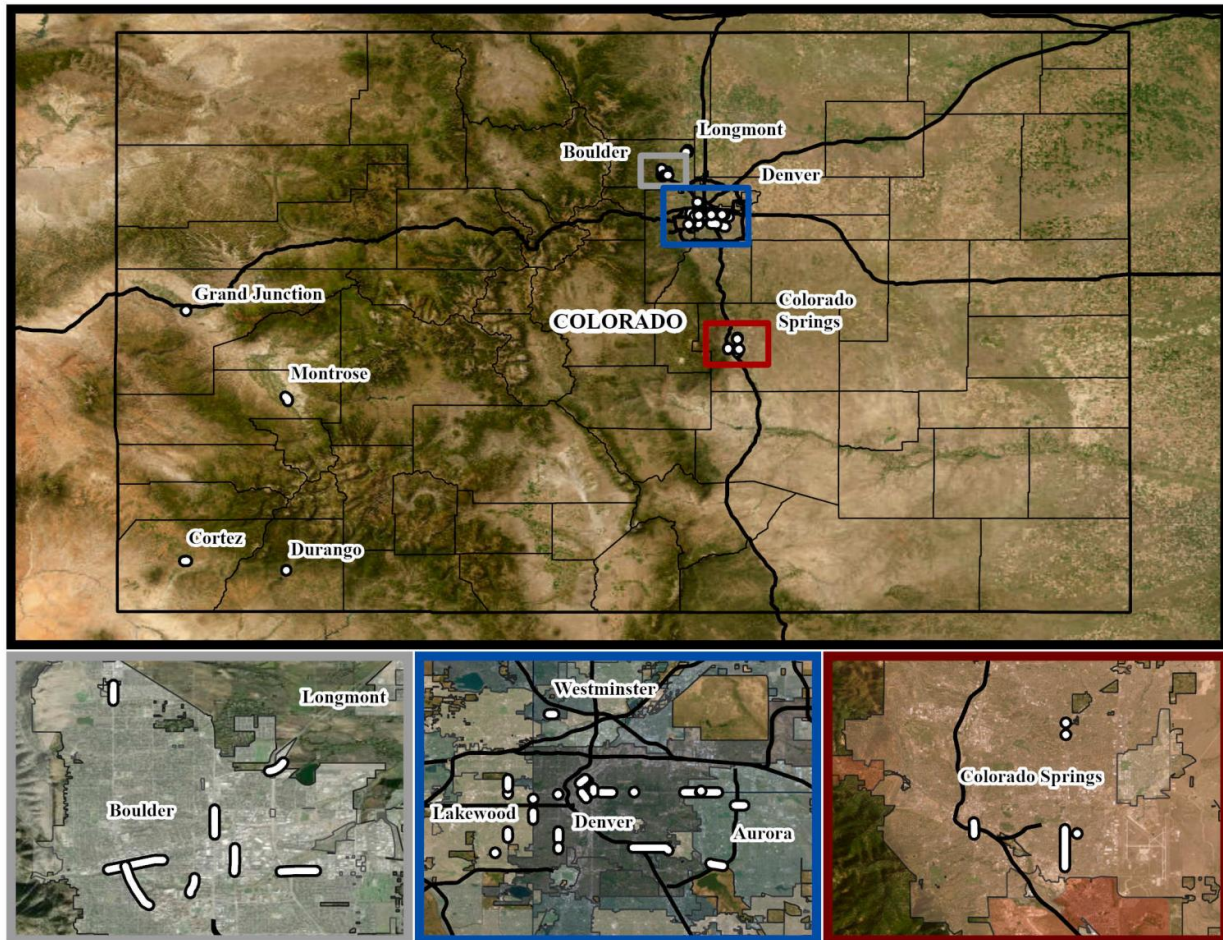 Longmont
Boulder
Denver
Grand Junction
Colorado
Springs
COLORADO
Montrose
Cortez
Durango
Longmont
Boulder
Westminster
Lakewood
Denver
Aurora
Colorado Springs